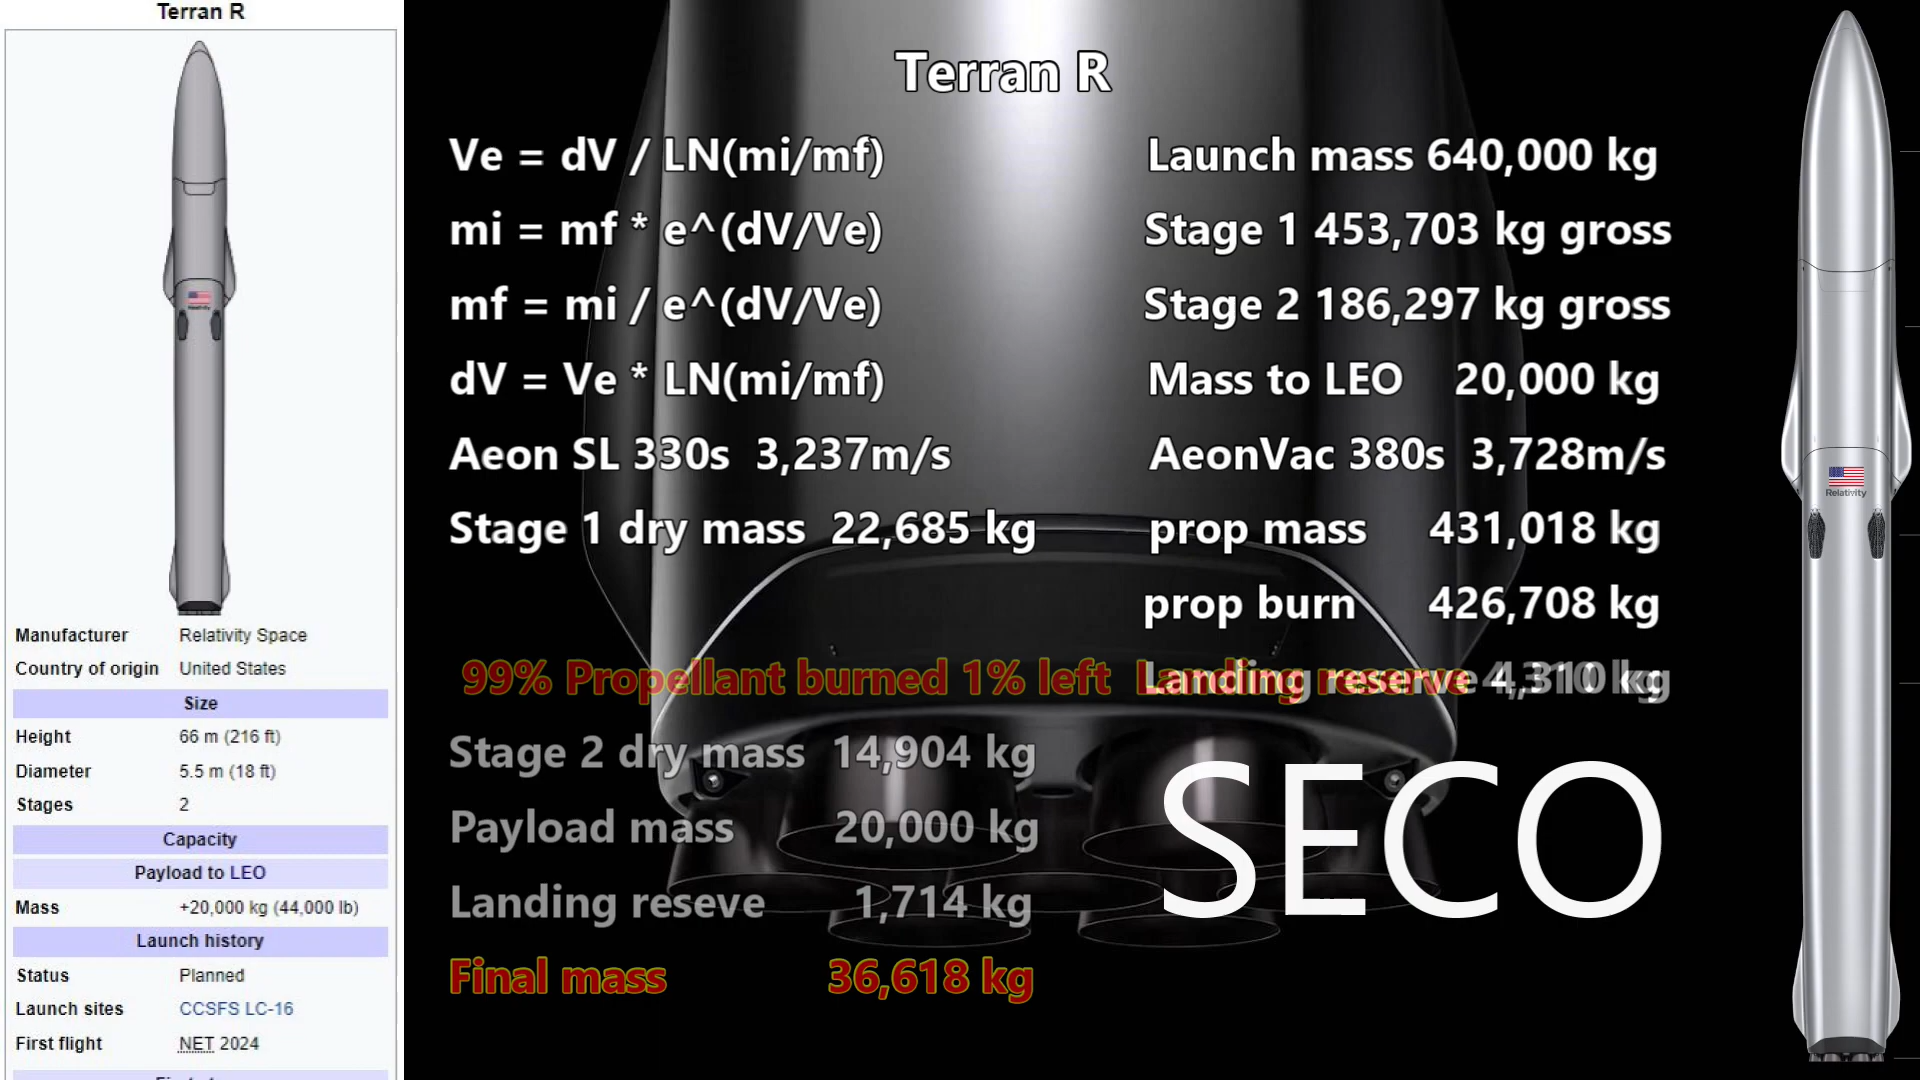 Terran R
Relativity
Manufacturer Relativity Space
Country of origin United States
Size
Height 66 m (216 ft)
Diameter 5.5 m (18 ft)
Stages 2
Capacity
Payload to LEO
Mass +20,000 kg (44,000 lb)
Launch history
Status Planned
Launch sites CCSFS LC-16
First flight NET 2024
Terran R
Ve = dV / LN(mi/mf)
mi = mf * e^(dV/Ve)
mf = mi / e^(dV/Ve)
dV = Ve * LN(mi/mf)
Aeon SL 330s 3,237m/s
Stage 1 dry mass 22,685 kg
Launch mass 640,000 kg
Stage 1 453,703 kg gross
Stage 2 186,297 kg gross
Mass to LEO 20,000 kg
AeonVac 380s 3,728m/s
prop mass 431,018 kg
prop burn 426,708 kg
99% Propellant burned 1% left Landing reserve 4,310 kg
Stage 2 dry mass 14,904 kg
Payload mass 20,000 kg
Landing reseve 1,714 kg
Final mass 36,618 kg
SECO
Relativity